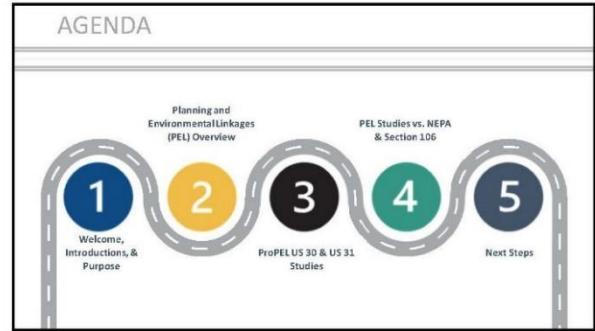 AGENDA
Planning and
Environmental Linkages
(PEL) Overview
PEL Studies vs. NEPA
& Section 106
1
2
3
4
5
Welcome,
Introductions, &
Purpose
ProPEL US 30 & US 31
Studies
Next Steps